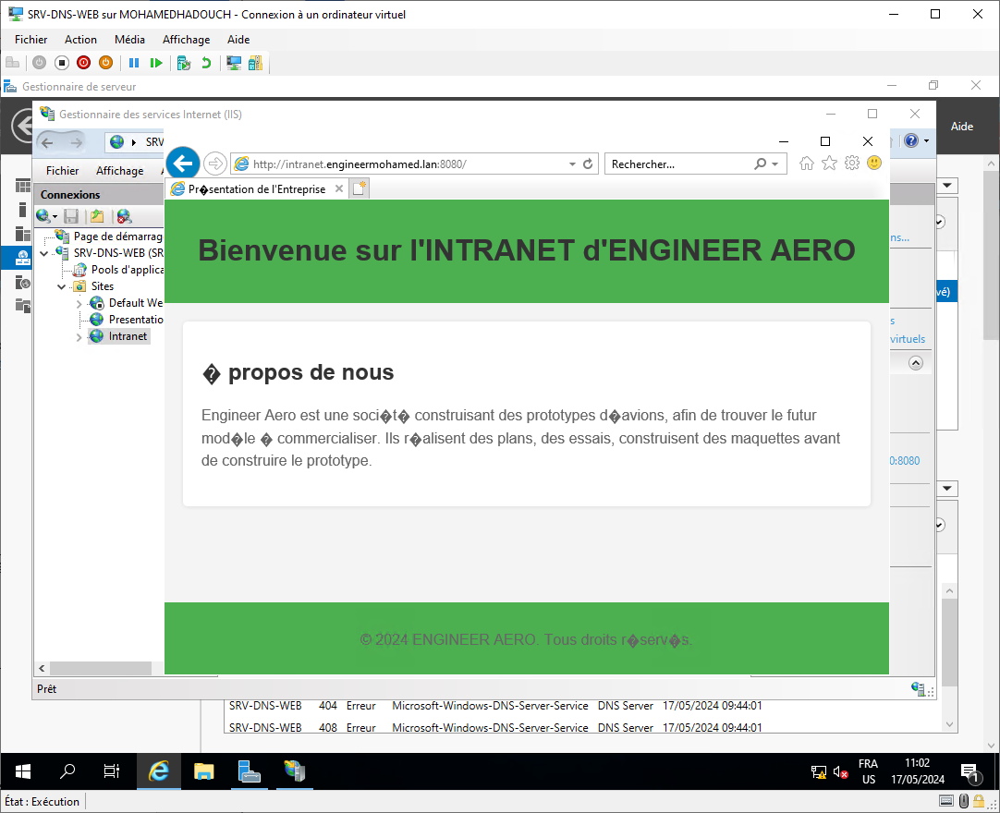 SRV-DNS-WEB sur MOHAMEDHADOUCH - Connexion à un ordinateur virtuel
Fichier Action Média Affichage Aide
Gestionnaire de serveur
Gestionnaire des services Internet (IIS)
Aide
SRV
Fichier Affichage
http://intranet.engineermohamed.lan:8080/
Rechercher...
Pr�sentation de l'Entreprise
Connexions
Page de démarrag
SRV-DNS-WEB (SR
Pools d'applica
Sites
Default We
Presentatio
Intranet
Bienvenue sur l'INTRANET d'ENGINEER AERO
� propos de nous
Engineer Aero est une soci�t� construisant des prototypes d�avions, afin de trouver le futur
mod�le � commercialiser. Ils r�alisent des plans, des essais, construisent des maquettes avant
de construire le prototype.
© 2024 ENGINEER AERO. Tous droits r�serv�s.
ns...
vé)
s
virtuels
0:8080
Prêt
SRV-DNS-WEB 404 Erreur Microsoft-Windows-DNS-Server-Service DNS Server 17/05/2024 09:44:01
SRV-DNS-WEB 408 Erreur Microsoft-Windows-DNS-Server-Service DNS Server 17/05/2024 09:44:01
FRA
US
11:02
17/05/2024
1
État : Exécution